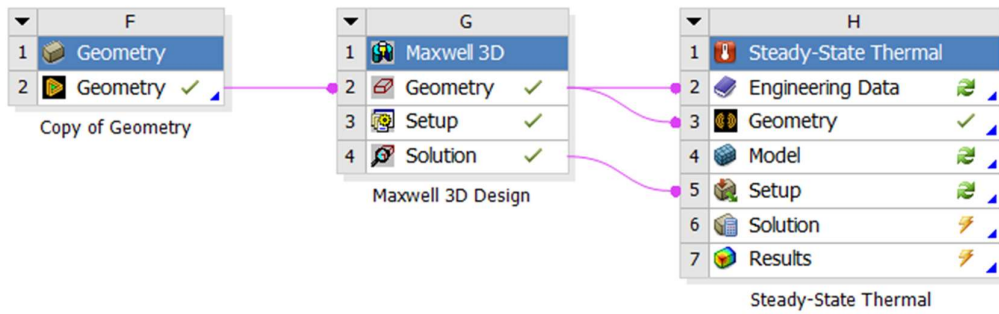 F
1 Geometry
2 Geometry
Copy of Geometry
G
1 Maxwell 3D
2 Geometry
3 Setup
4 Solution
Maxwell 3D Design
H
1 Steady-State Thermal
2 Engineering Data
3 Geometry
4 Model
5 Setup
6 Solution
7 Results
Steady-State Thermal